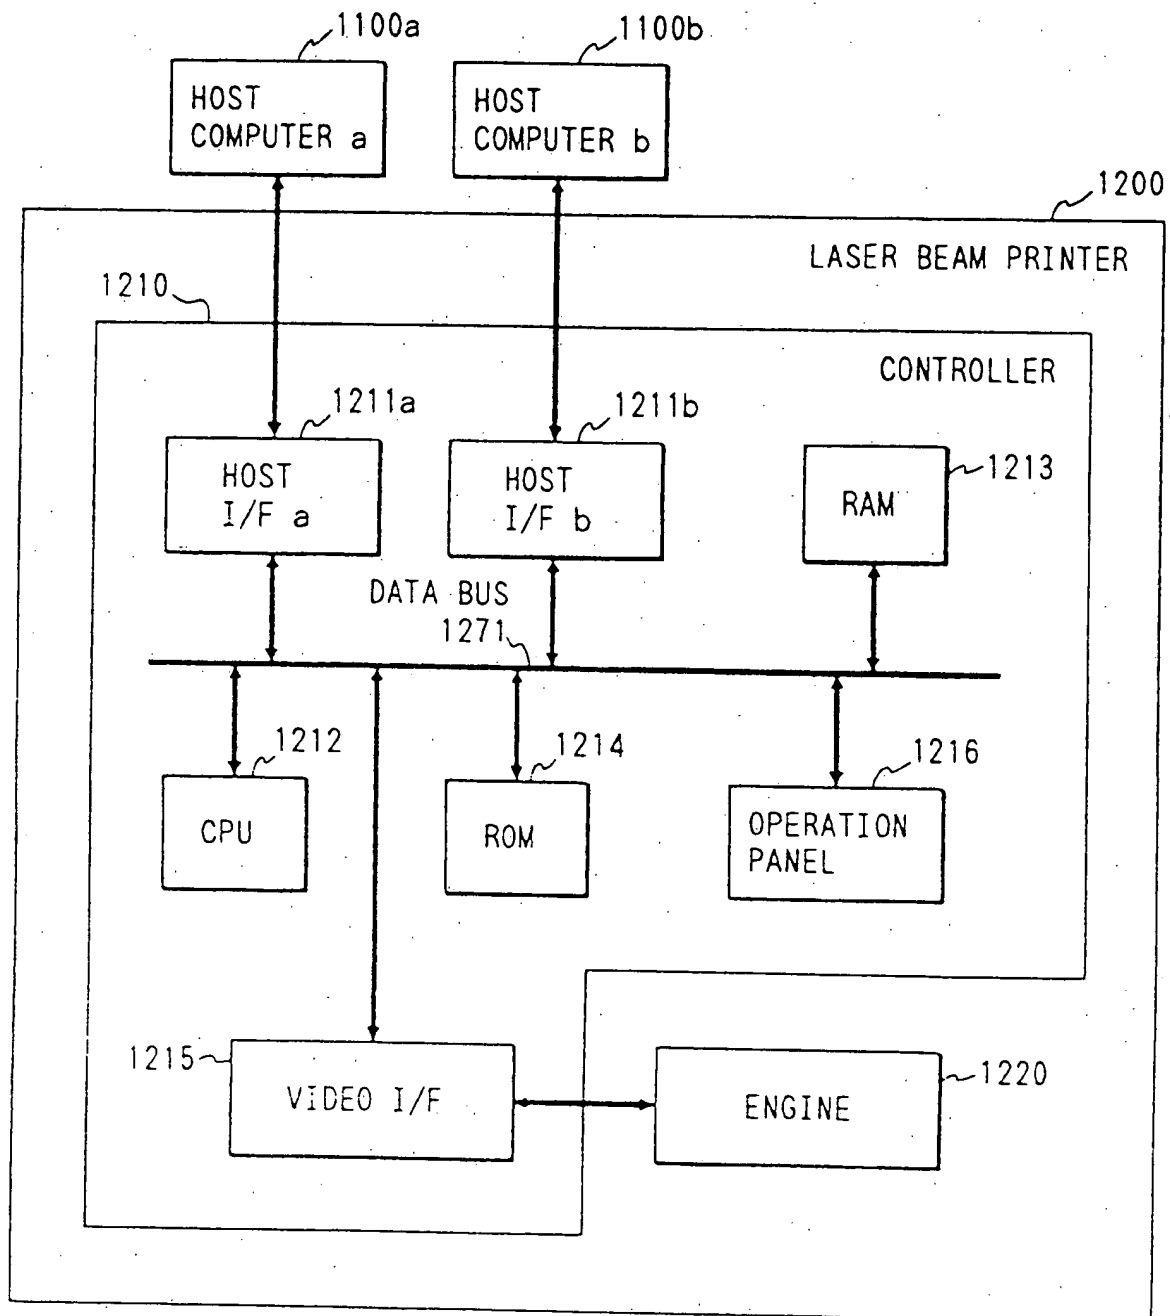 1100a
1100b
HOST
COMPUTER a
HOST
COMPUTER b
1200
LASER BEAM PRINTER
1210
CONTROLLER
1211a
1211b
HOST
I/F a
HOST
I/F b
RAM
1213
DATA BUS
1271
1212
1214
1216
CPU
ROM
OPERATION
PANEL
1215
VIDEO I/F
ENGINE
1220